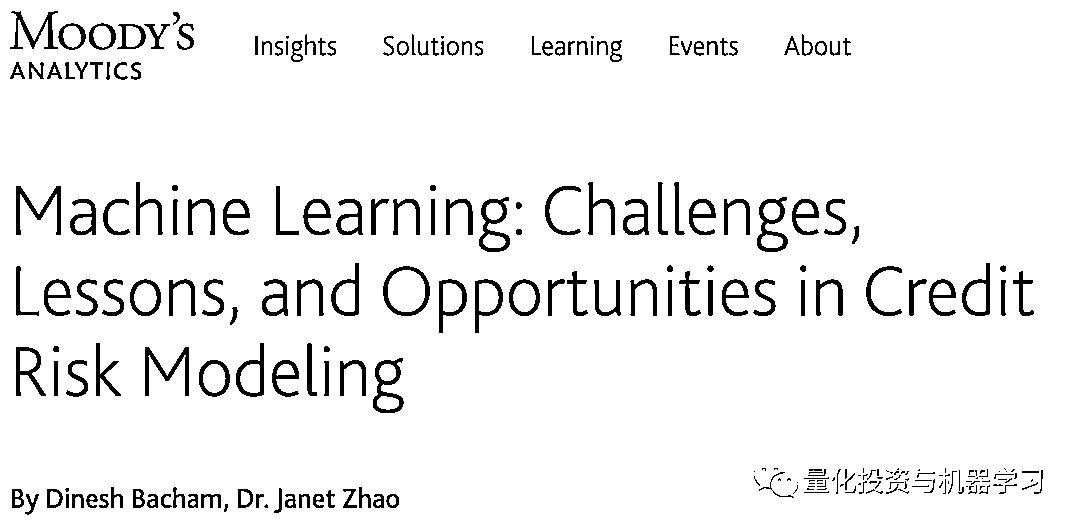 MOODY'S
ANALYTICS
Insights Solutions Learning Events About
Machine Learning: Challenges,
Lessons, and Opportunities in Credit
Risk Modeling
By Dinesh Bacham, Dr. Janet Zhao
量化投资与机器学习